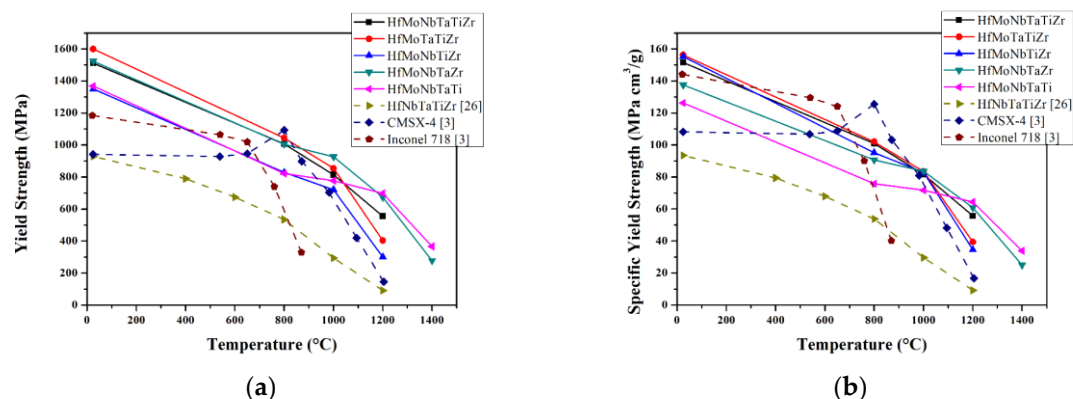 HfMoNbTaTiZr
HfMoTaTiZr
HfMoNbTiZr
HfMoNbTaZr
HfMoNbTaTi
HfNbTaTiZr [26]
CMSX-4 [3]
Inconel 718 [3]
Yield Strength (MPa)
1600
1400
1200
1000
800
600
400
200
0
0 200 400 600 800 1000 1200 1400
Temperature (°C)
(a)
HfMoNbTaTiZr
HfMoTaTiZr
HfMoNbTiZr
HfMoNbTaZr
HfMoNbTaTi
HfNbTaTiZr [26]
CMSX-4 [3]
Inconel 718 [3]
Specific Yield Strength (MPa cm³/g)
160
140
120
100
80
60
40
20
0
0 200 400 600 800 1000 1200 1400
Temperature (°C)
(b)